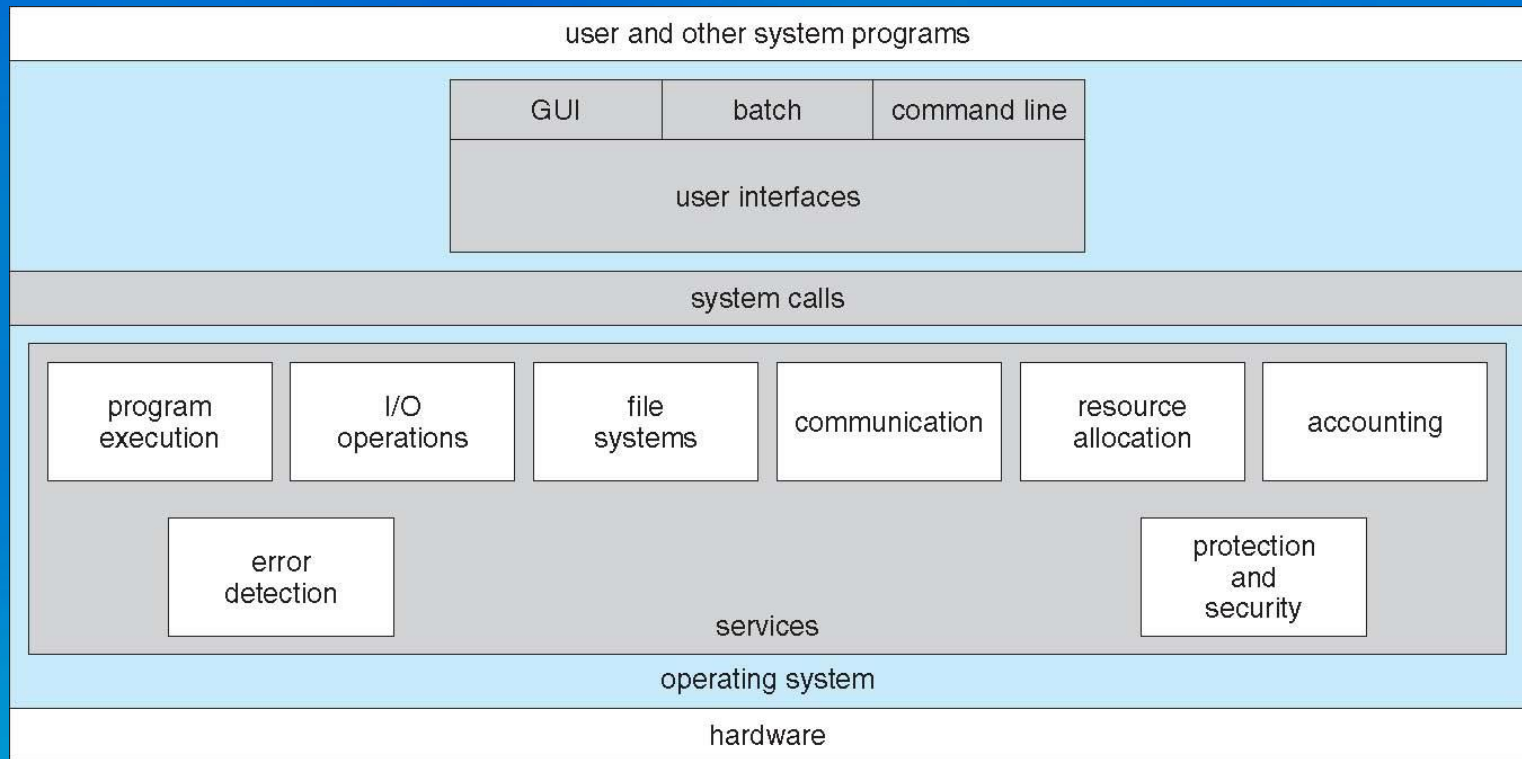 user and other system programs
GUI
batch
command line
user interfaces
system calls
program
execution
I/O
operations
file
systems
communication
resource
allocation
accounting
error
detection
protection
and
security
services
operating system
hardware